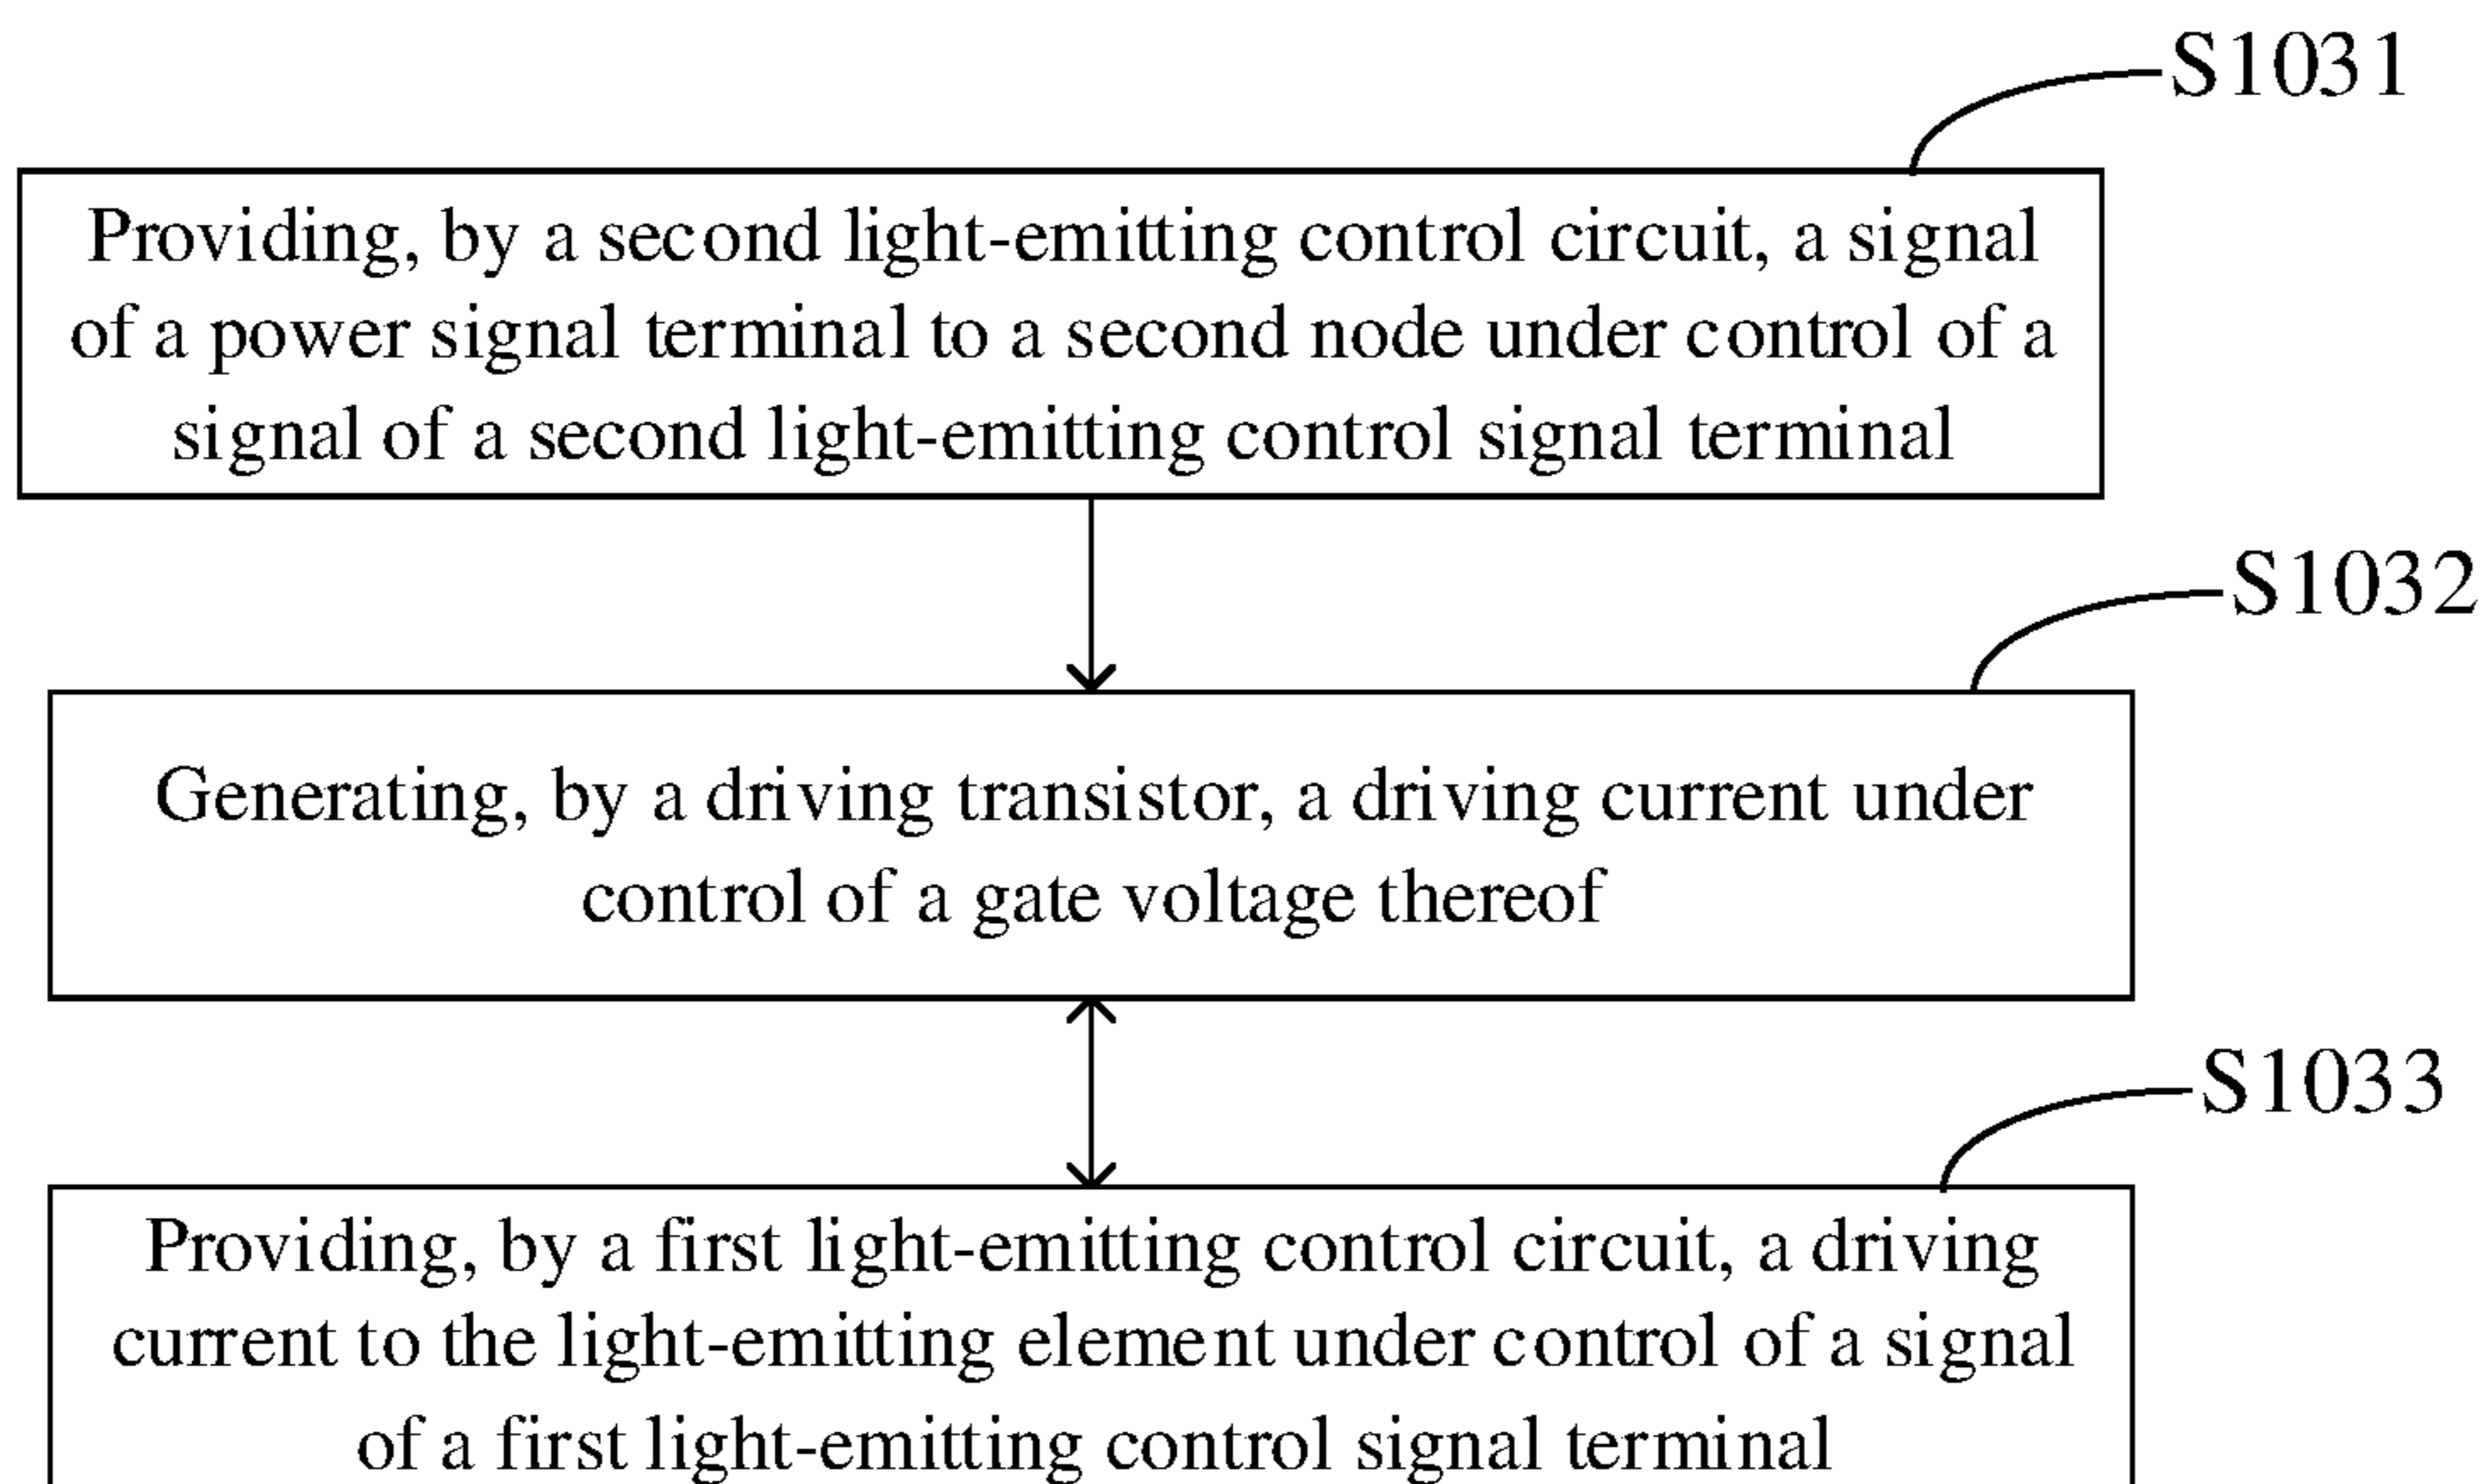 S1031
Providing, by a second light-emitting control circuit, a signal
of a power signal terminal to a second node under control of a
signal of a second light-emitting control signal terminal
S1032
Generating, by a driving transistor, a driving current under
control of a gate voltage thereof
S1033
Providing, by a first light-emitting control circuit, a driving
current to the light-emitting element under control of a signal
of a first light-emitting control signal terminal